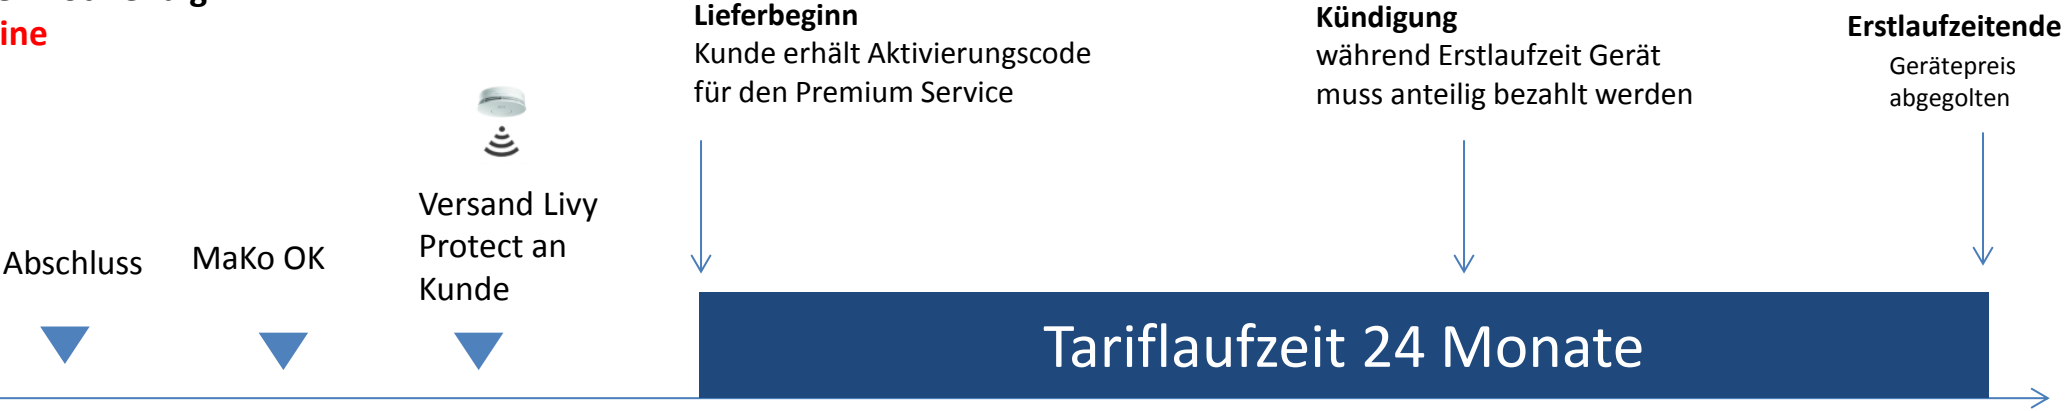 ine
Lieferbeginn
Kunde erhält Aktivierungscode
für den Premium Service
Kündigung
während Erstlaufzeit Gerät
muss anteilig bezahlt werden
Erstlaufzeitende
Gerätepreis
abgegolten
Abschluss
MaKo OK
Versand Livy
Protect an
Kunde
Tariflaufzeit 24 Monate